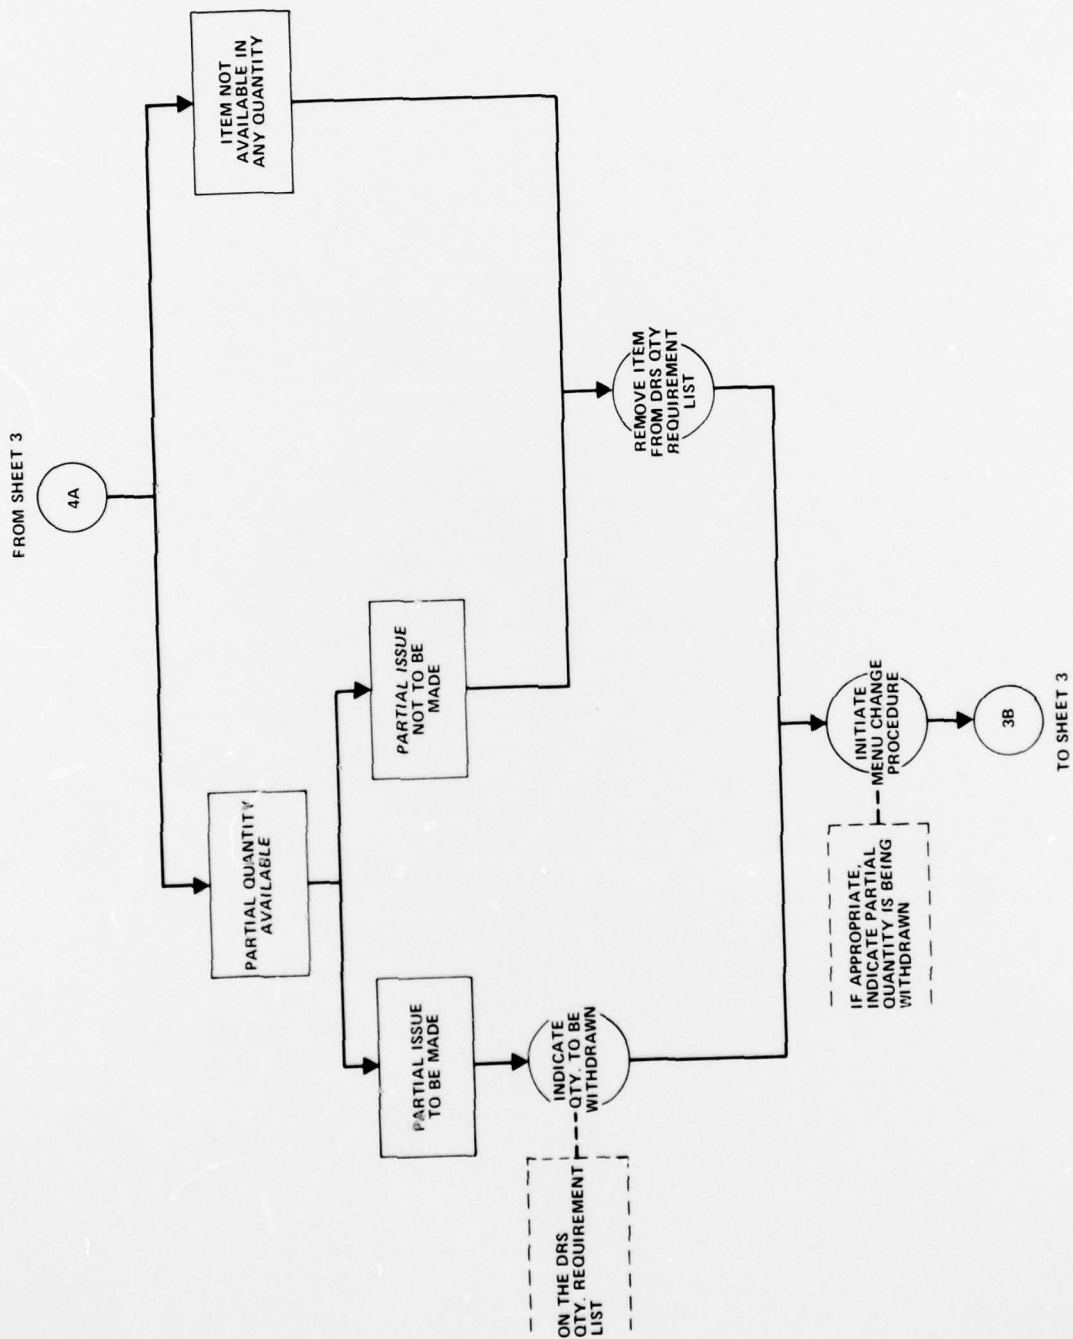 FROM SHEET 3
4A
PARTIAL QUANTITY
AVAILABLE
ITEM NOT
AVAILABLE IN
ANY QUANTITY
PARTIAL ISSUE
TO BE MADE
PARTIAL ISSUE
NOT TO BE
MADE
ON THE DRS
QTY. REQUIREMENT
LIST
INDICATE
QTY. TO BE
WITHDRAWN
REMOVE ITEM
FROM DRS QTY
REQUIREMENT
LIST
IF APPROPRIATE,
INDICATE PARTIAL
QUANTITY IS BEING
WITHDRAWN
INITIATE
MENU CHANGE
PROCEDURE
3B
TO SHEET 3